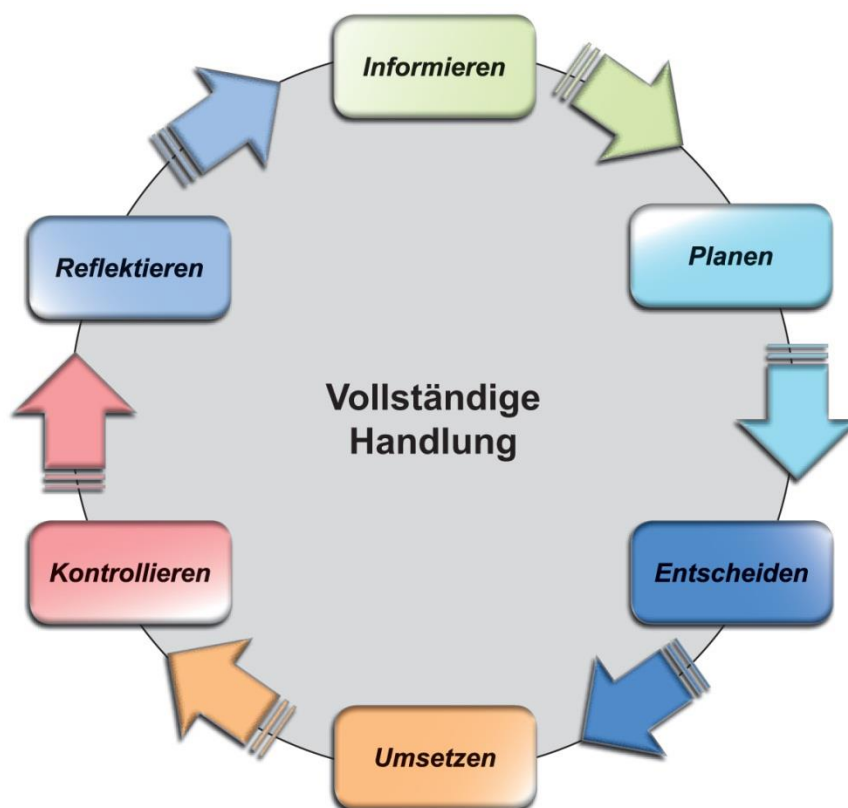 Informieren
Planen
Entscheiden
Umsetzen
Kontrollieren
Reflektieren
Vollständige
Handlung